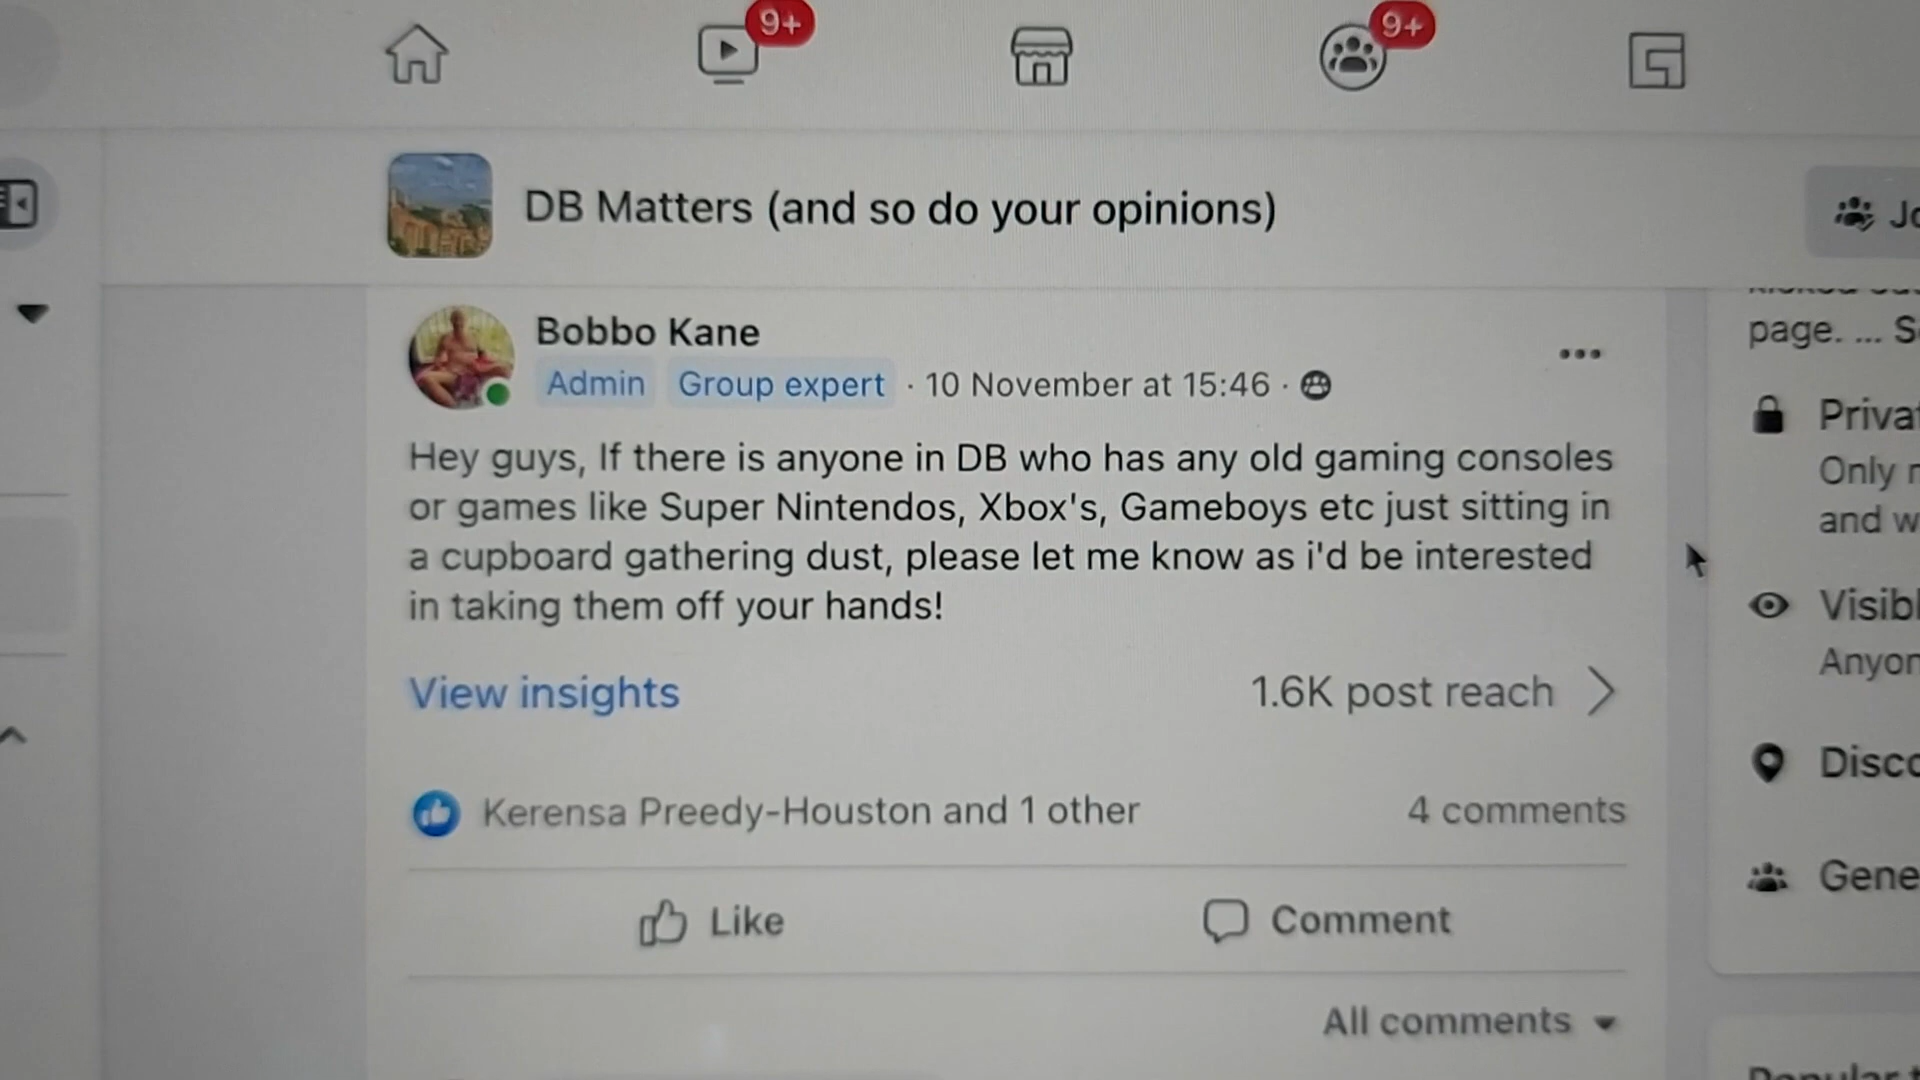 9+
9+
DB Matters (and so do your opinions)
Bobbo Kane
Admin Group expert · 10 November at 15:46 ·
Hey guys, If there is anyone in DB who has any old gaming consoles
or games like Super Nintendos, Xbox's, Gameboys etc just sitting in
a cupboard gathering dust, please let me know as i'd be interested
in taking them off your hands!
View insights
1.6K post reach
Kerensa Preedy-Houston and 1 other
4 comments
Like
Comment
All comments
page. ... S
Only
and w